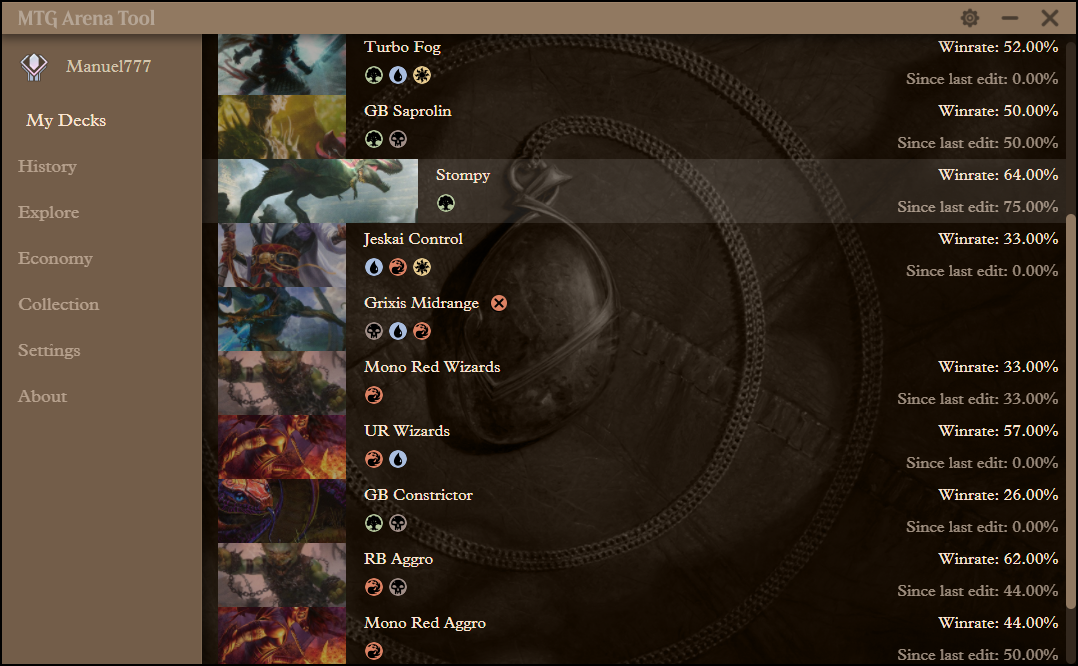 MTG Arena Tool
Manuel777
My Decks
History
Explore
Economy
Collection
Settings
About
Turbo Fog Winrate: 52.00%
Since last edit: 0.00%
GB Saprolin Winrate: 50.00%
Since last edit: 50.00%
Stompy Winrate: 64.00%
Since last edit: 75.00%
Jeskai Control Winrate: 33.00%
Since last edit: 0.00%
Grixis Midrange
Mono Red Wizards Winrate: 33.00%
Since last edit: 33.00%
UR Wizards Winrate: 57.00%
Since last edit: 0.00%
GB Constrictor Winrate: 26.00%
Since last edit: 0.00%
RB Aggro Winrate: 62.00%
Since last edit: 44.00%
Mono Red Aggro Winrate: 44.00%
Since last edit: 50.00%